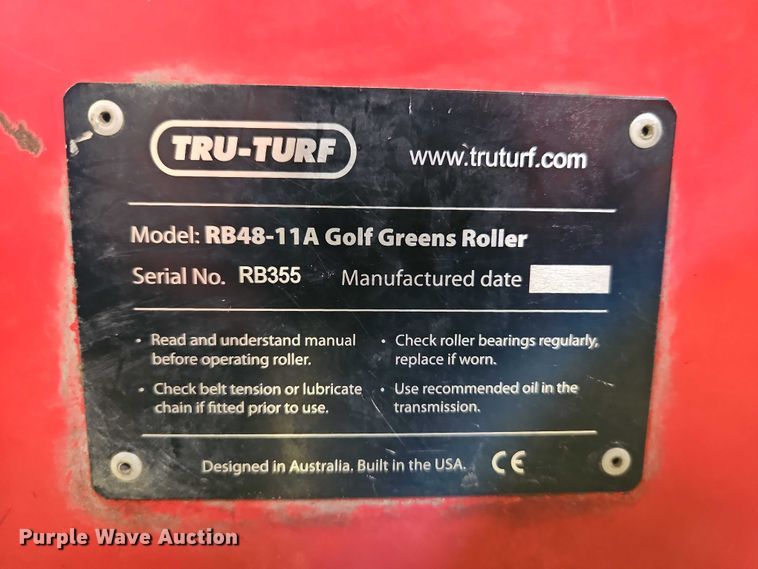 TRU-TURF
www.truturf.com
Model: RB48-11A Golf Greens Roller
Serial No. RB355 Manufactured date
• Read and understand manual
before operating roller.
• Check belt tension or lubricate
chain if fitted prior to use.
• Check roller bearings regularly,
replace if worn.
• Use recommended oil in the
transmission.
Designed in Australia. Built in the USA. CE
Purple Wave Auction